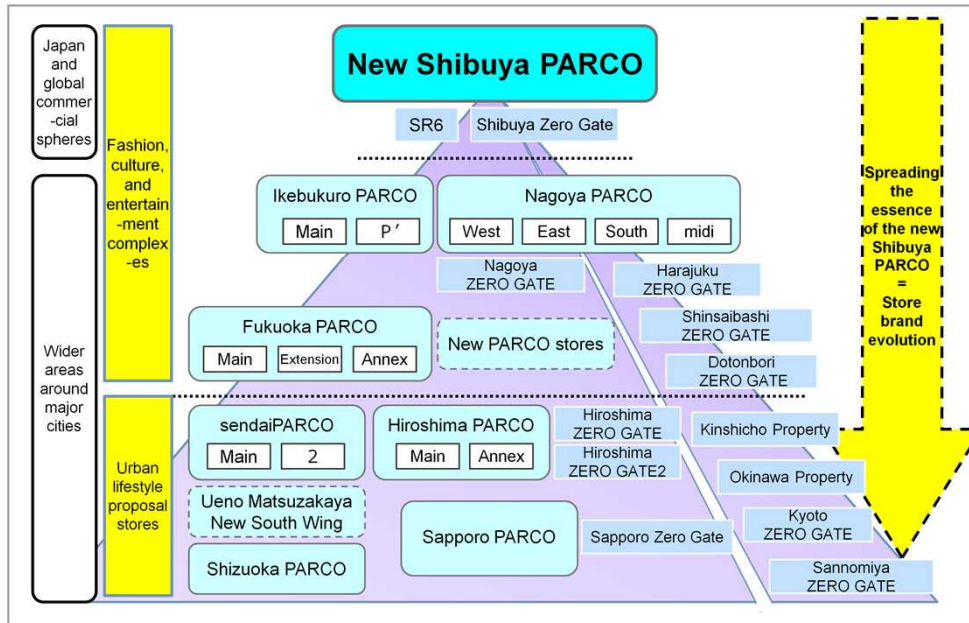 Japan
and
global
comme-
-cial
spheres
Fashion,
culture,
and
entertain
-ment
complex
-es
Wider
areas
around
major
cities
Urban
lifestyle
proposal
stores
New Shibuya PARCO
SR6
Shibuya Zero Gate
Ikebukuro PARCO
Main
P’
Nagoya PARCO
West
East
South
midi
Nagoya
ZERO GATE
Harajuku
ZERO GATE
Shinsaibashi
ZERO GATE
Dotonbori
ZERO GATE
Fukuoka PARCO
Main
Extension
Annex
New PARCO stores
sendaiPARCO
Main
2
Hiroshima PARCO
Main
Annex
Hiroshima
ZERO GATE
Hiroshima
ZERO GATE2
Kinshicho Property
Okinawa Property
Ueno Matsuzakaya
New South Wing
Sapporo PARCO
Sapporo Zero Gate
Kyoto
ZERO GATE
Shizuoka PARCO
Sannomiya
ZERO GATE
Spreading
the
essence
of the new
Shibuya
PARCO
=
Store
brand
evolution